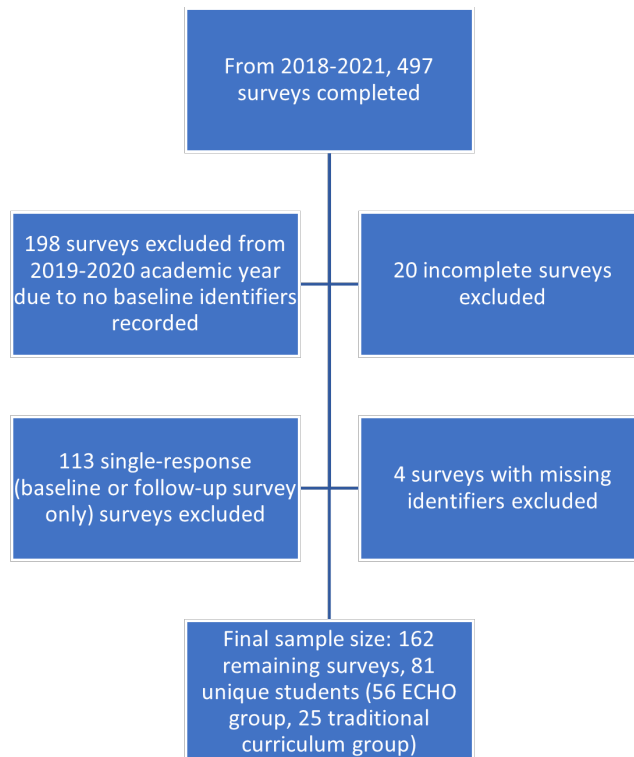 From 2018-2021, 497
surveys completed
198 surveys excluded from
2019-2020 academic year
due to no baseline identifiers
recorded
20 incomplete surveys
excluded
113 single-response
(baseline or follow-up survey
only) surveys excluded
4 surveys with missing
identifiers excluded
Final sample size: 162
remaining surveys, 81
unique students (56 ECHO
group, 25 traditional
curriculum group)